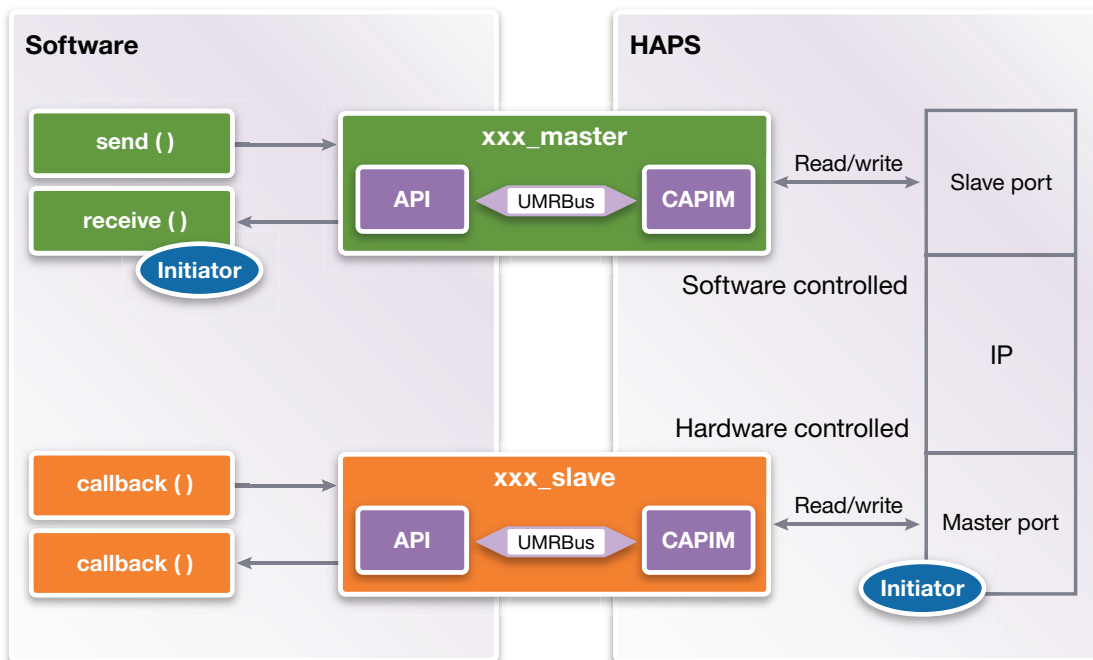 Software
HAPS
send ( )
receive ( )
Initiator
xxx_master
API
UMRBus
CAPIM
Read/write
Slave port
Software controlled
IP
Hardware controlled
callback ( )
callback ( )
xxx_slave
API
UMRBus
CAPIM
Read/write
Master port
Initiator